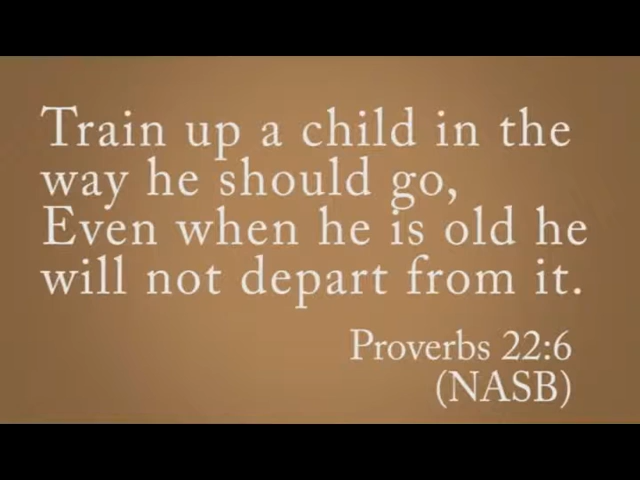 Train up a child in the
way he should go,
Even when he is old he
will not depart from it.
Proverbs 22:6
(NASB)